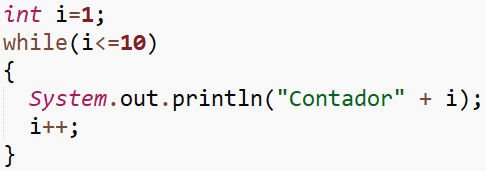 int i=1;
while(i<=10)
{
System.out.println("Contador" + i);
i++;
}